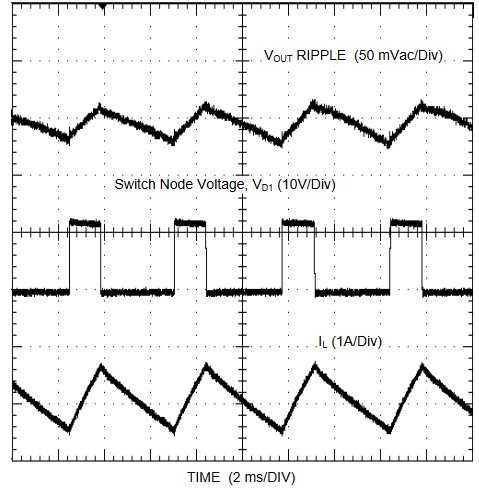 VOUT RIPPLE (50 mVac/Div)
Switch Node Voltage, VD1 (10V/Div)
IL (1A/Div)
TIME (2 ms/DIV)